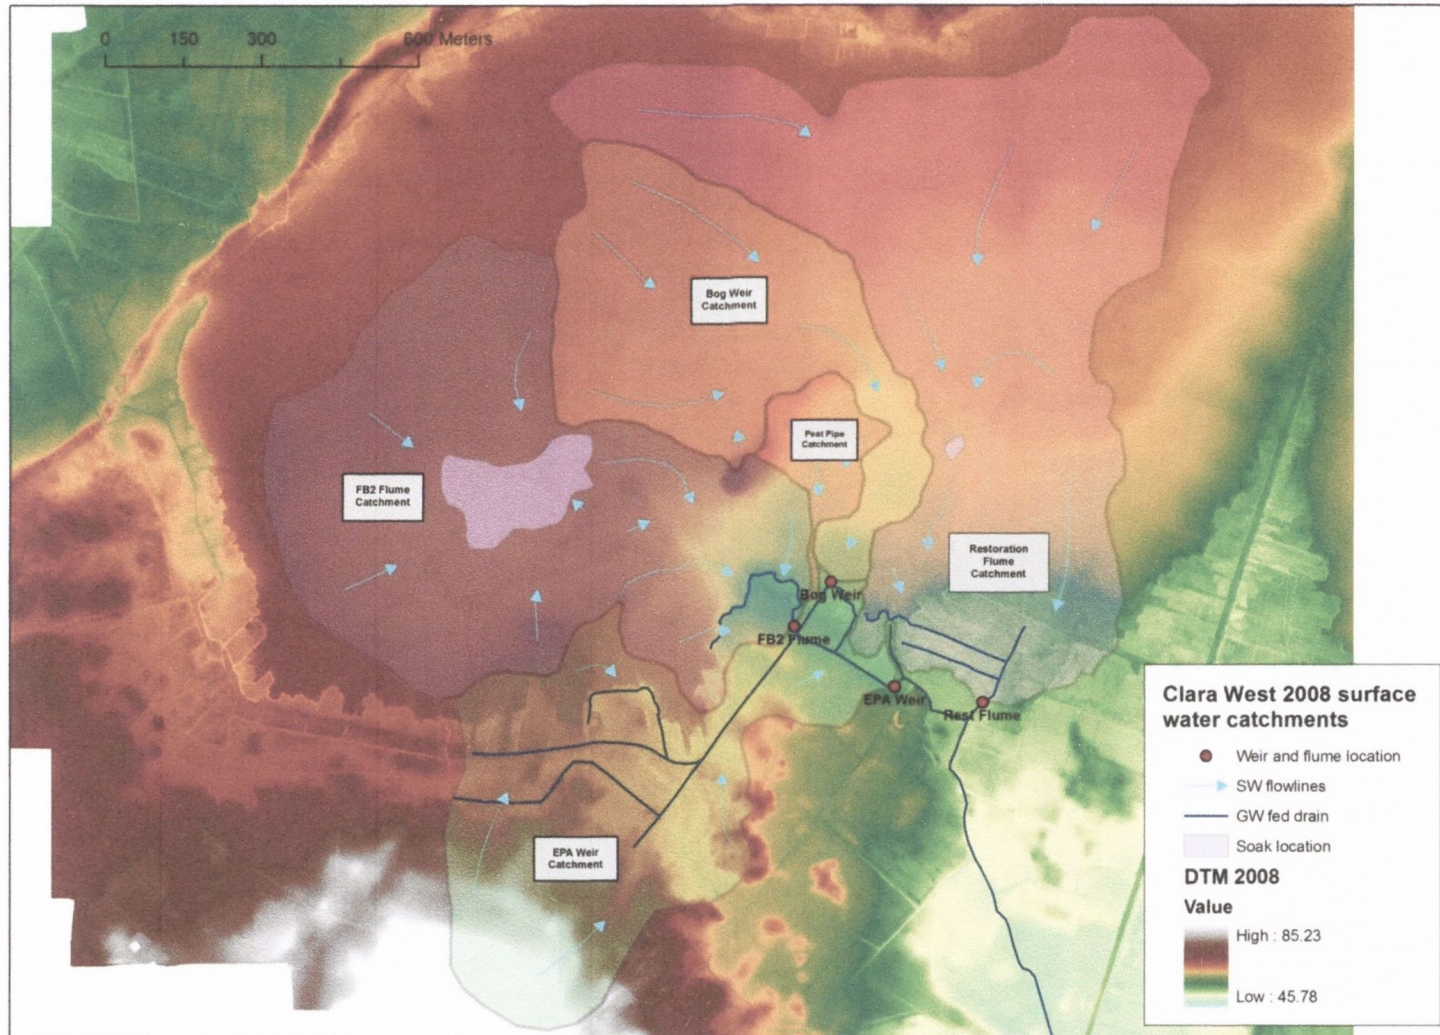 0 150 300 600 Meters
Bog Weir
Catchment
Peat Pipe
Catchment
FB2 Flume
Catchment
Restoration
Flume
Catchment
Bog Weir
FB2 Flume
EPA Weir
Rest Flume
EPA Weir
Catchment
Clara West 2008 surface
water catchments
Weir and flume location
SW flowlines
GW fed drain
Soak location
DTM 2008
Value
High : 85.23
Low : 45.78